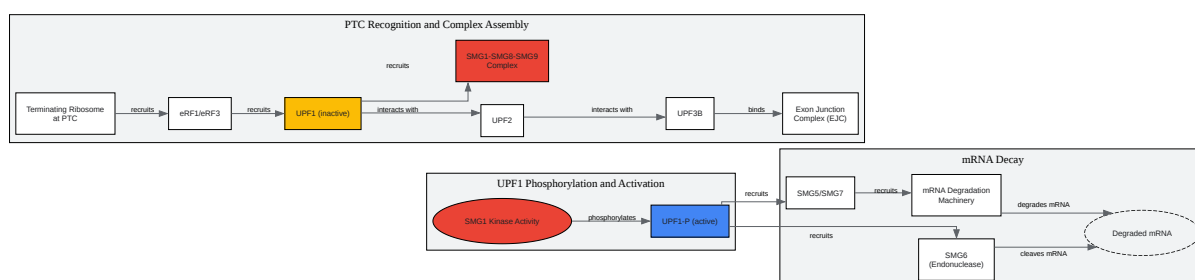 PTC Recognition and Complex Assembly
SMG1-SMG8-SMG9
Complex
recruits
Terminating Ribosome
at PTC
recruits
eRF1/eRF3
recruits
UPF1 (inactive)
interacts with
UPF2
interacts with
UPF3B
binds
Exon Junction
Complex (EJC)
UPF1 Phosphorylation and Activation
SMG1 Kinase Activity
phosphorylates
UPF1-P (active)
recruits
recruits
mRNA Decay
SMG5/SMG7
recruits
mRNA Degradation
Machinery
degrades mRNA
SMG6
(Endonuclease)
cleaves mRNA
Degraded mRNA